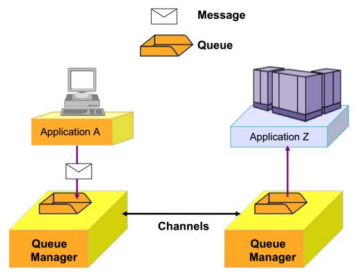 Message
Queue
Application A
Application Z
Channels
Queue
Manager
Queue
Manager